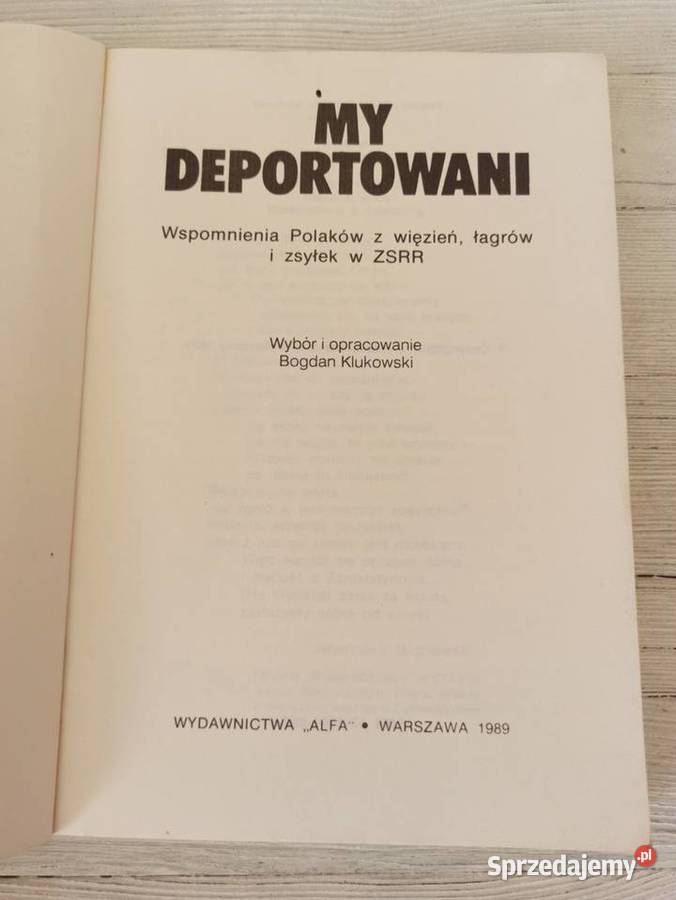 MY
DEPORTOWANI
Wspomnienia Polaków z więzień, łagrów
i zsyłek w ZSRR
Wybór i opracowanie
Bogdan Klukowski
WYDAWNICTWA „ALFA” • WARSZAWA 1989
Sprzedajemy.pl